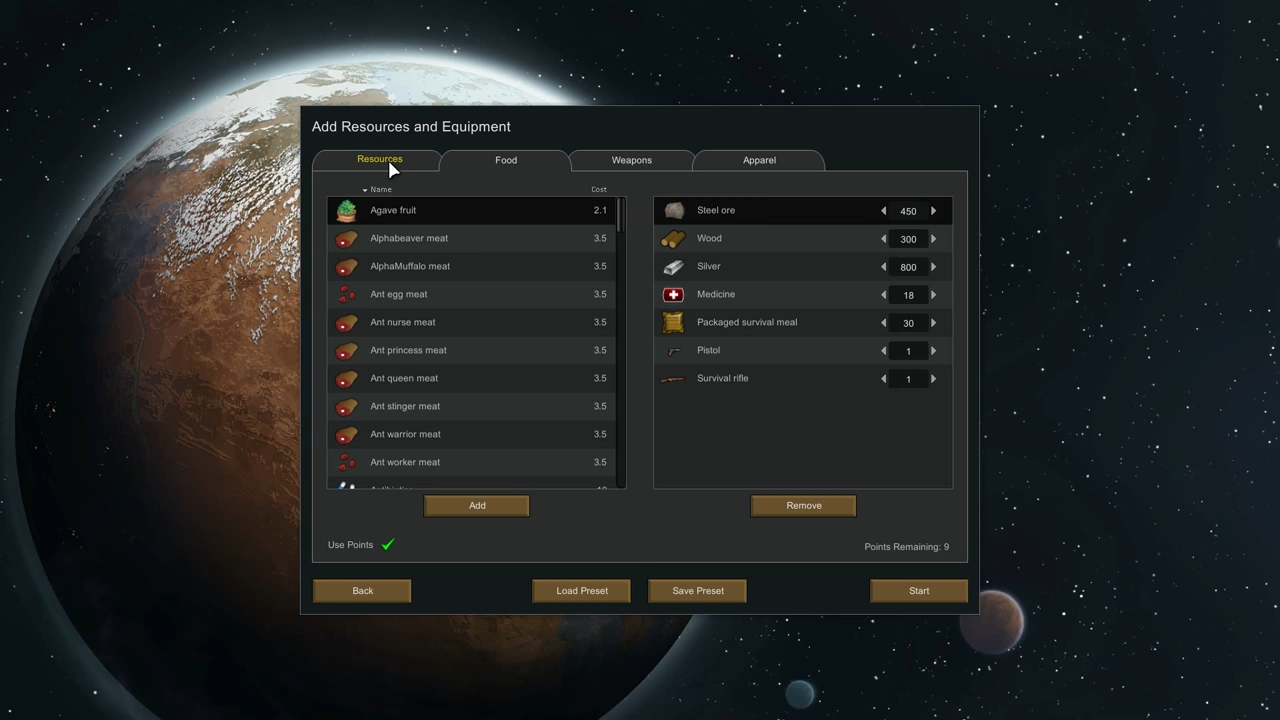 Add Resources and Equipment
Resources Food Weapons Apparel
Name Cost
Agave fruit 2.1
Alphabeaver meat 3.5
AlphaMuffalo meat 3.5
Ant egg meat 3.5
Ant nurse meat 3.5
Ant princess meat 3.5
Ant queen meat 3.5
Ant stinger meat 3.5
Ant warrior meat 3.5
Ant worker meat 3.5
Add
Steel ore 450
Wood 300
Silver 800
Medicine 18
Packaged survival meal 30
Pistol 1
Survival rifle 1
Remove
Use Points
Points Remaining: 9
Back Load Preset Save Preset Start